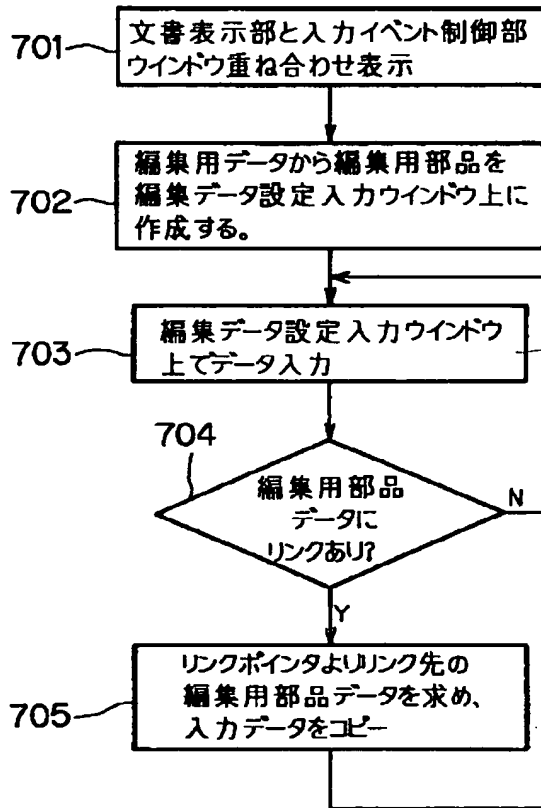 701
文書表示部と入力イベント制御部
ウインドウ重ね合わせ表示
702
編集用データから編集用部品を
編集データ設定入力ウインドウ上に
作成する。
703
編集データ設定入力ウインドウ
上でデータ入力
704
編集用部品
データに
リンクあり?
N
Y
705
リンクポインタよりリンク先の
編集用部品データを求め、
入力データをコピー